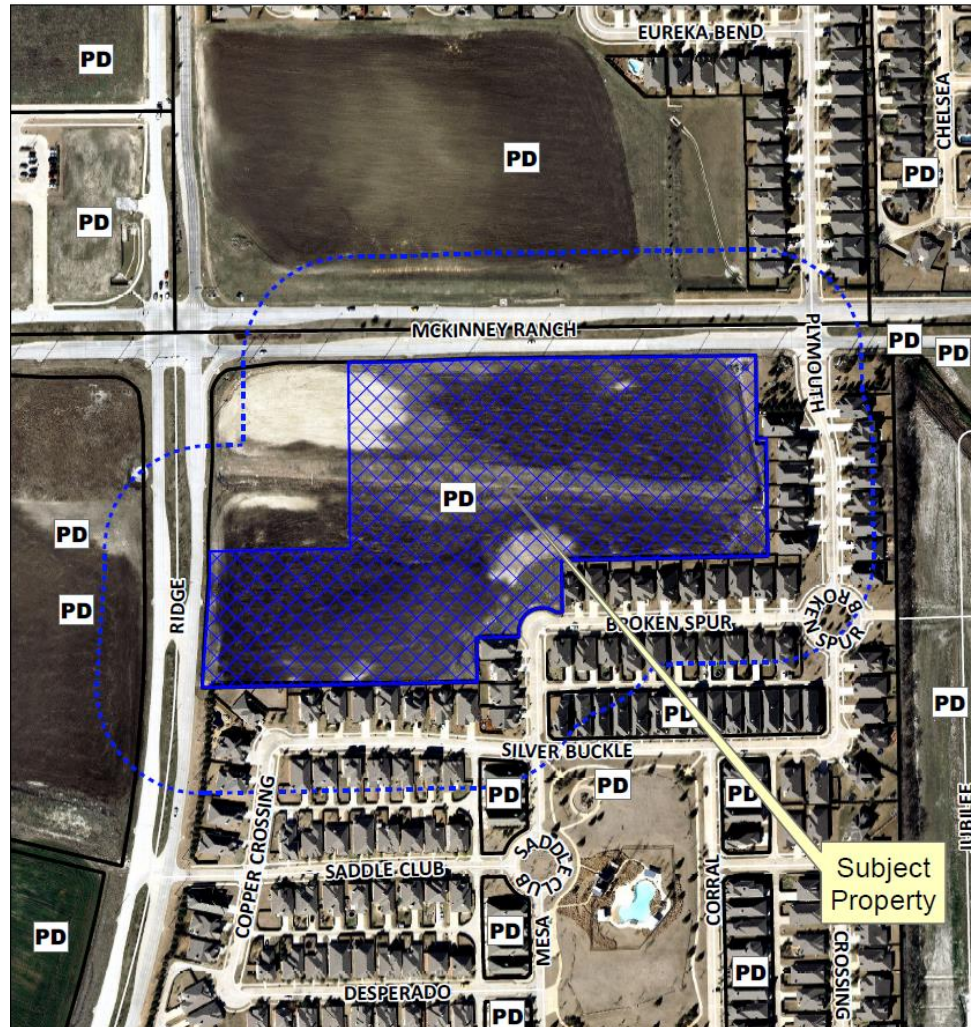 EUREKA BEND
PD
CHELSEA
PD
PD
PD
MCKINNEY RANCH
PLYMOUTH
PD
PD
PD
PD
PD
RIDGE
BROKEN SPUR
BROKEN SPUR
PD
PD
SILVER BUCKLE
PD
PD
PD
JUBILEE
COPPER CROSSING
SADDLE CLUB
SADDLE CLUB
CORRAL
Subject
Property
PD
PD
MESA
CROSSING
PD
DESPERADO
PD